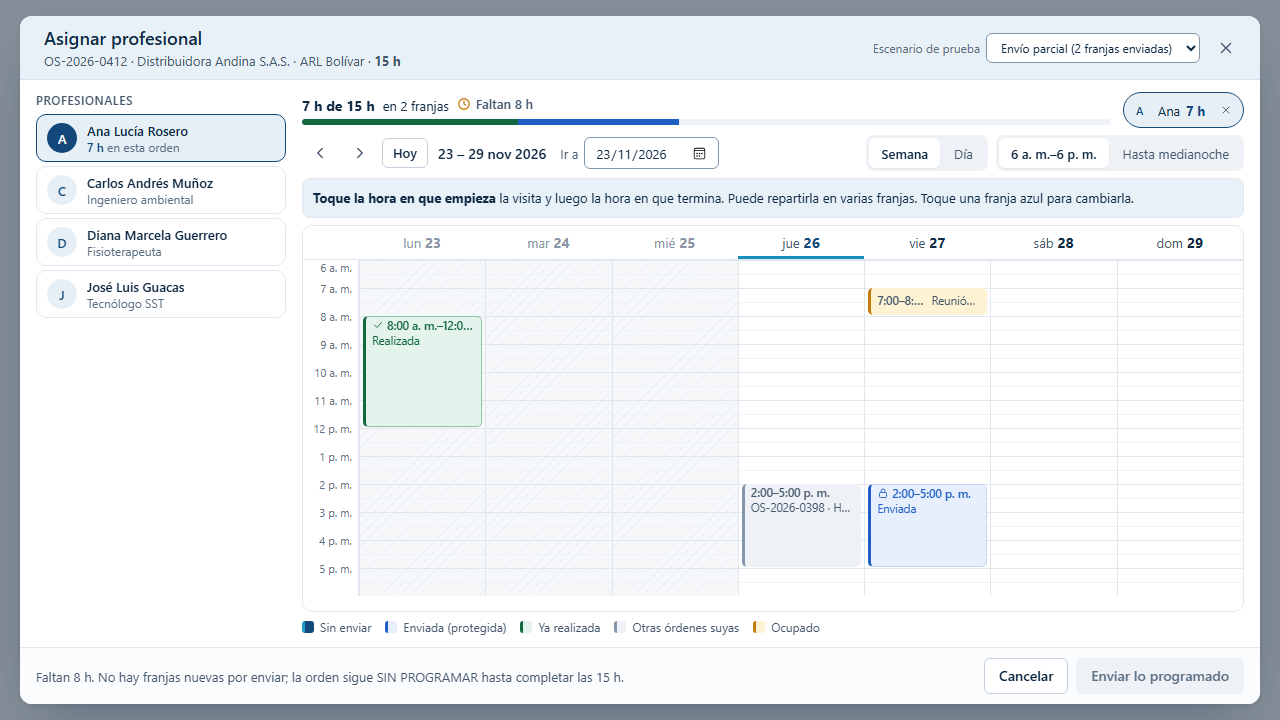 Asignar profesional
OS-2026-0412 · Distribuidora Andina S.A.S. · ARL Bolívar · 15 h
Escenario de prueba
Envío parcial (2 franjas enviadas)
PROFESIONALES
A
Ana Lucía Rosero
7 h en esta orden
C
Carlos Andrés Muñoz
Ingeniero ambiental
D
Diana Marcela Guerrero
Fisioterapeuta
J
José Luis Guacas
Tecnólogo SST
7 h de 15 h en 2 franjas Faltan 8 h
A Ana 7 h ×
Hoy 23 – 29 nov 2026 Ir a 23/11/2026
Semana Día
6 a. m.–6 p. m. Hasta medianoche
Toque la hora en que empieza la visita y luego la hora en que termina. Puede repartirla en varias franjas. Toque una franja azul para cambiarla.
lun 23 mar 24 mié 25 jue 26 vie 27 sáb 28 dom 29
6 a. m.
7 a. m.
8 a. m.
9 a. m.
10 a. m.
11 a. m.
12 p. m.
1 p. m.
2 p. m.
3 p. m.
4 p. m.
5 p. m.
8:00 a. m.–12:0...
Realizada
2:00–5:00 p. m.
OS-2026-0398 · H...
7:00–8:... Reunió...
2:00–5:00 p. m.
Enviada
Sin enviar Enviada (protegida) Ya realizada Otras órdenes suyas Ocupado
Faltan 8 h. No hay franjas nuevas por enviar; la orden sigue SIN PROGRAMAR hasta completar las 15 h.
Cancelar
Enviar lo programado